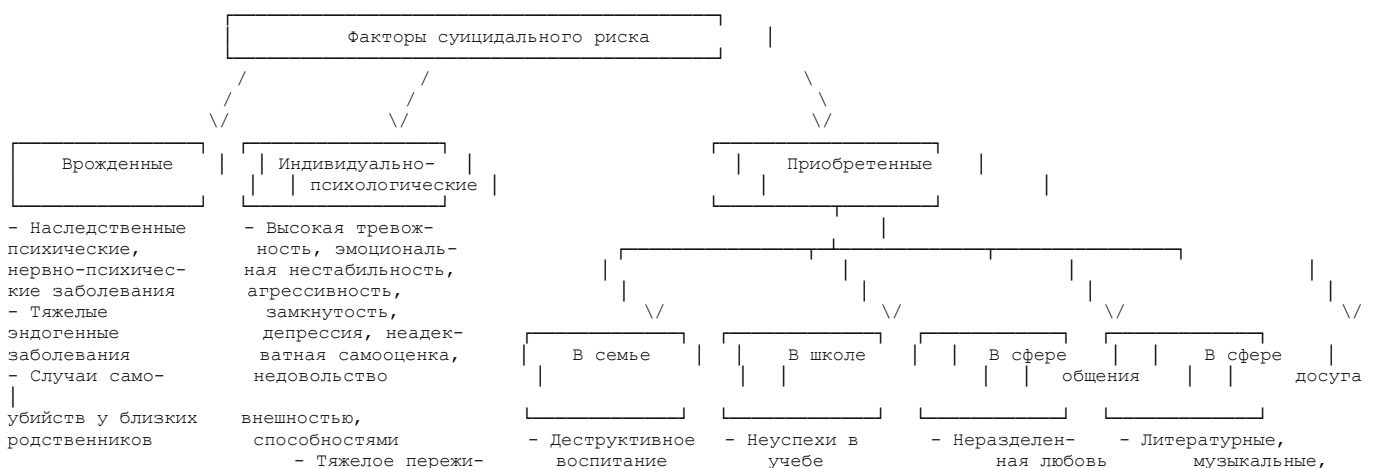 Факторы суицидального риска
Врожденные Индивидуально- Приобретенные
психологические
- Наследственные - Высокая тревож-
психические, ность, эмоциональ-
нервно-психичес- ная нестабильность,
кие заболевания агрессивность,
- Тяжелые замкнутость,
эндогенные депрессия, неадек-
заболевания ватная самооценка, В семье В школе В сфере В сфере
- Случаи само- недовольство общения досуга
убийств у близких внешностью,
родственников способностями - Деструктивное - Неуспехи в - Неразделен- - Литературные,
- Тяжелое пережи- воспитание учебе ная любовь музыкальные,